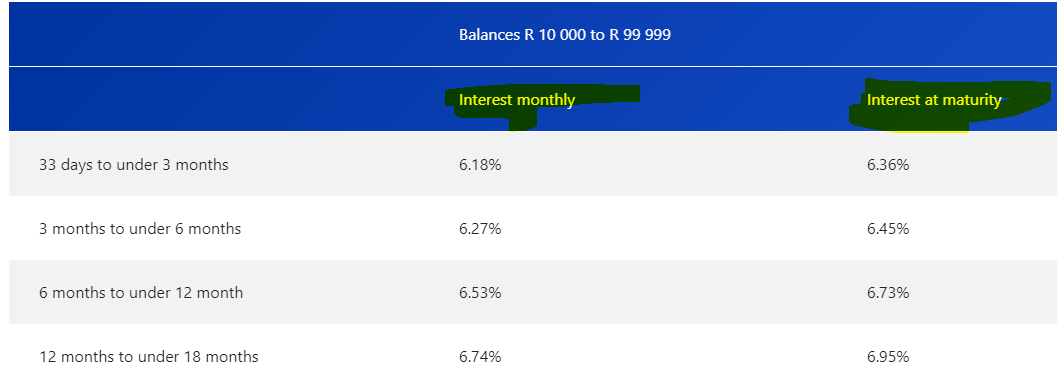 Balances R 10 000 to R 99 999
Interest monthly Interest at maturity
33 days to under 3 months 6.18% 6.36%
3 months to under 6 months 6.27% 6.45%
6 months to under 12 month 6.53% 6.73%
12 months to under 18 months 6.74% 6.95%